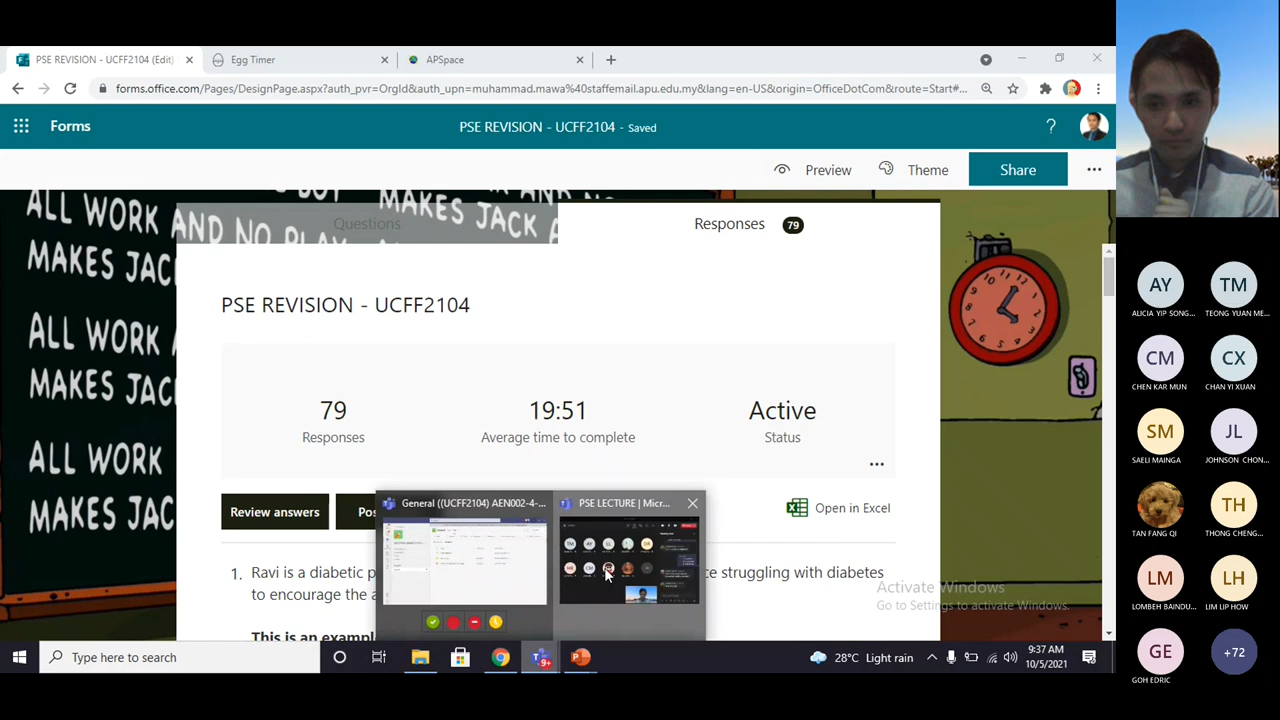 PSE REVISION - UCFF2104 (Edit)
Egg Timer
APSpace
forms.office.com/Pages/DesignPage.aspx?auth_pvr=OrgId&auth_upn=muhammad.mawa%40staffemail.apu.edu.my&lang=en-US&origin=OfficeDotCom&route=Start#...
Forms
PSE REVISION - UCFF2104 - Saved
?
Preview
Theme
Share
ALL WORK
AND NO PLAY
MAKES JACK A
MAKES JAC
ALL WORK
MAKES JAC
ALL WORK
MAKES JAC
Questions
Responses
79
PSE REVISION - UCFF2104
79
Responses
19:51
Average time to complete
Active
Status
Review answers
Pos
Open in Excel
General ((UCFF2104) AEN002-4-...
PSE LECTURE | Micr...
1. Ravi is a diabetic p
ce struggling with diabetes
to encourage the a
This is an exampl
Activate Windows
Go to Settings to activate Windows.
Type here to search
9+
28°C Light rain
9:37 AM
10/5/2021
AY
ALICIA YIP SONG...
TM
TEONG YUAN ME...
CM
CHEN KAR MUN
CX
CHAN YI XUAN
SM
SAELI MAINGA
JL
JOHNSON CHON...
TAN FANG QI
TH
THONG CHENG...
LM
LOMBEH BAINDU...
LH
LIM LIP HOW
GE
GOH EDRIC
+72